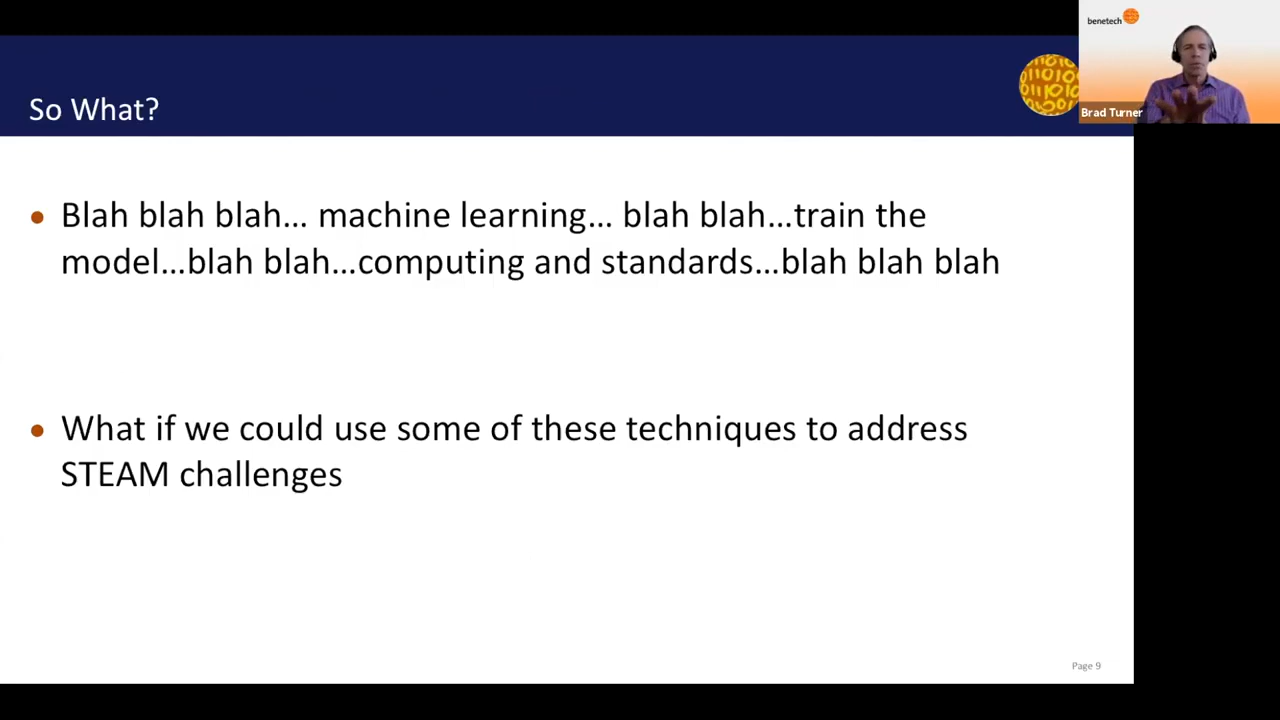 benetech
Brad Turner
So What?
Blah blah blah... machine learning... blah blah...train the
model...blah blah...computing and standards...blah blah blah
What if we could use some of these techniques to address
STEAM challenges
Page 9